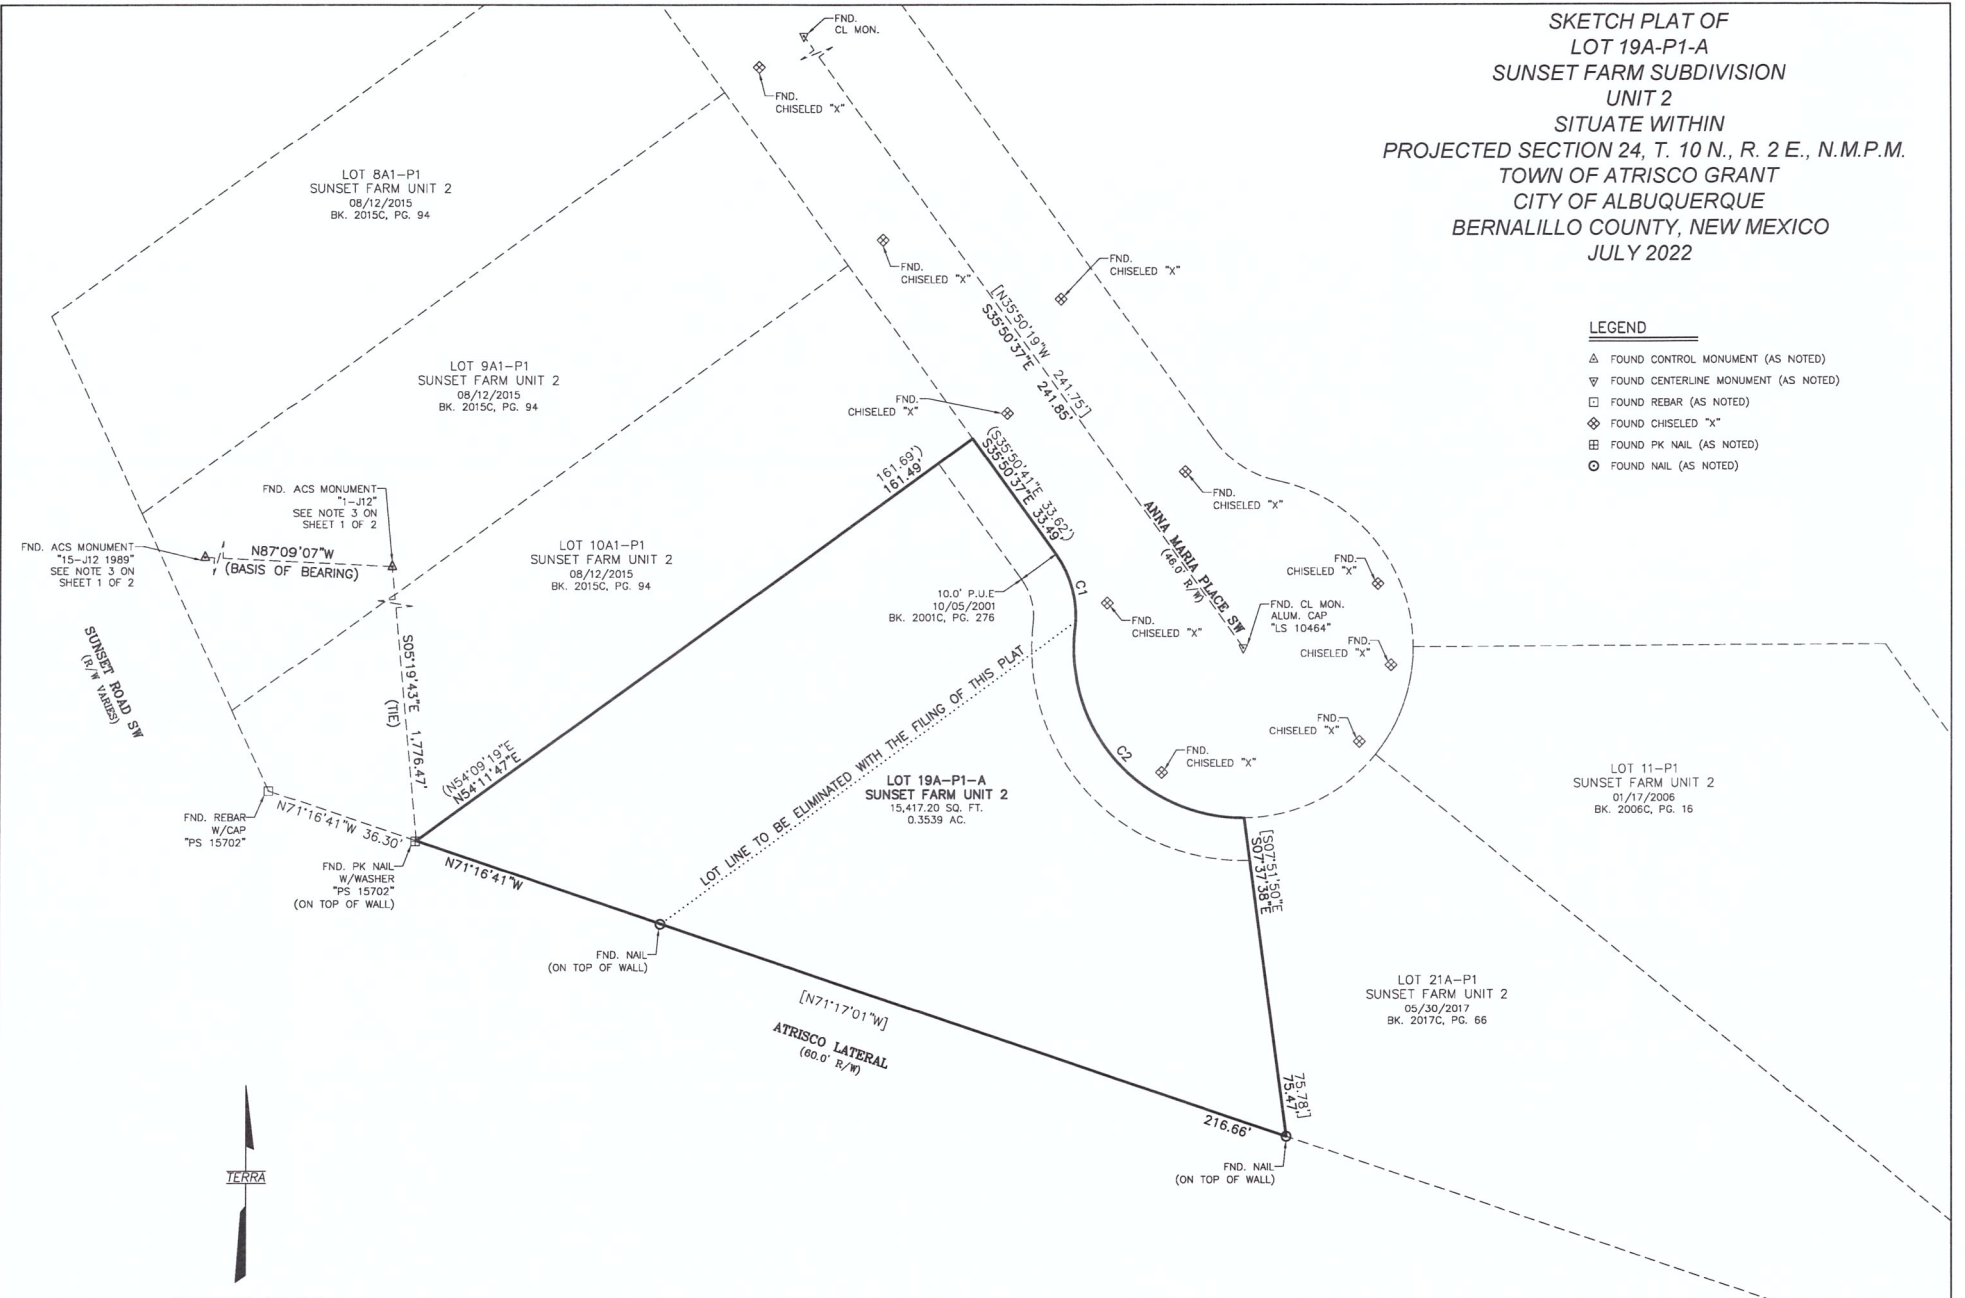 SKETCH PLAT OF
LOT 19A-P1-A
SUNSET FARM SUBDIVISION
UNIT 2
SITUATE WITHIN
PROJECTED SECTION 24, T. 10 N., R. 2 E., N.M.P.M.
TOWN OF ATRISCO GRANT
CITY OF ALBUQUERQUE
BERNALILLO COUNTY, NEW MEXICO
JULY 2022
LEGEND
FOUND CONTROL MONUMENT (AS NOTED)
FOUND CENTERLINE MONUMENT (AS NOTED)
FOUND REBAR (AS NOTED)
FOUND CHISELED "X"
FOUND PK NAIL (AS NOTED)
FOUND NAIL (AS NOTED)
FND.
CL MON.
FND.
CHISELED "X"
LOT 8A1-P1
SUNSET FARM UNIT 2
08/12/2015
BK. 2015C, PG. 94
FND.
CHISELED "X"
FND.
CHISELED "X"
[N35°50'19"W 241.75']
S35°50'37"E 241.85'
LOT 9A1-P1
SUNSET FARM UNIT 2
08/12/2015
BK. 2015C, PG. 94
FND.
CHISELED "X"
(S35°50'41"E 33.62')
S35°50'37"E 33.49'
161.69')
161.49'
FND.
CHISELED "X"
ANNA MARIA PLACE SW
(46.0' R/W)
FND. ACS MONUMENT
"1-J12"
SEE NOTE 3 ON
SHEET 1 OF 2
FND. ACS MONUMENT
"15-J12 1989"
SEE NOTE 3 ON
SHEET 1 OF 2
N87°09'07"W
(BASIS OF BEARING)
LOT 10A1-P1
SUNSET FARM UNIT 2
08/12/2015
BK. 2015C, PG. 94
10.0' P.U.E
10/05/2001
BK. 2001C, PG. 276
C1
FND.
CHISELED "X"
FND.
CHISELED "X"
FND. CL MON.
ALUM. CAP
"LS 10464"
FND.
CHISELED "X"
SUNSET ROAD SW
(R/W VARIES)
S05°19'43"E 1,776.47'
(TIE)
LOT LINE TO BE ELIMINATED WITH THE FILING OF THIS PLAT
FND.
CHISELED "X"
C2
FND.
CHISELED "X"
(N54°09'19"E
N54°11'47"E
LOT 19A-P1-A
SUNSET FARM UNIT 2
15,417.20 SQ. FT.
0.3539 AC.
LOT 11-P1
SUNSET FARM UNIT 2
01/17/2006
BK. 2006C, PG. 16
FND. REBAR
W/CAP
"PS 15702"
N71°16'41"W 36.30'
FND. PK NAIL
W/WASHER
"PS 15702"
(ON TOP OF WALL)
N71°16'41"W
[S07°51'50"E
S07°37'38"E
FND. NAIL
(ON TOP OF WALL)
[N71°17'01"W]
ATRISCO LATERAL
(60.0' R/W)
LOT 21A-P1
SUNSET FARM UNIT 2
05/30/2017
BK. 2017C, PG. 66
75.78']
75.47'
216.66'
FND. NAIL
(ON TOP OF WALL)
TERRA